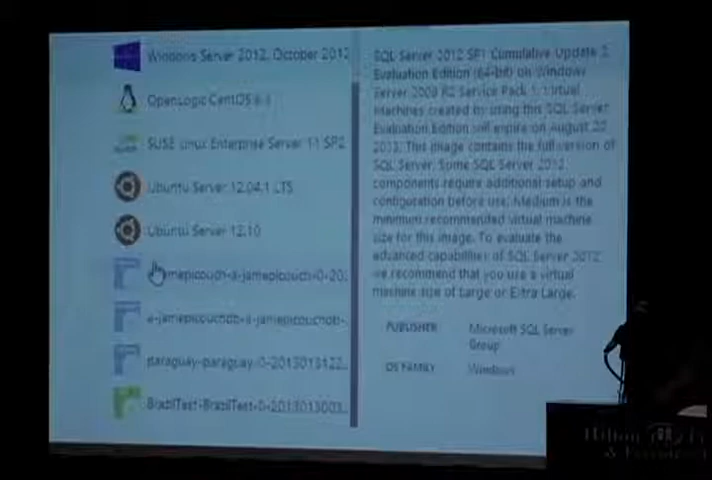 Windows Server 2012, October 2012
OpenLogic CentOS 6.3
SUSE Linux Enterprise Server 11 SP2
Ubuntu Server 12.04.1 LTS
Ubuntu Server 12.10
a-jamepicouchdb-a-jamepicouchdb-
paraguay-paraguay-0-2013013122...
BrazilTest-BrazilTest-0-2013013003...
SQL Server 2012 SP1 Cumulative Update 2
Evaluation Edition (64-bit) on Windows
Server 2008 R2 Service Pack 1. Virtual
Machines created by using this SQL Server
Evaluation Edition will expire on August
2013. This image contains the full version of
SQL Server. Some SQL Server 2012
components require additional setup and
configuration before use. Medium is the
minimum recommended virtual machine
size for this image. To evaluate the
advanced capabilities of SQL Server 2012,
we recommend that you use a virtual
machine size of Large or Extra Large.
PUBLISHER
Microsoft SQL Server
Group
OS FAMILY
Windows
Hilton